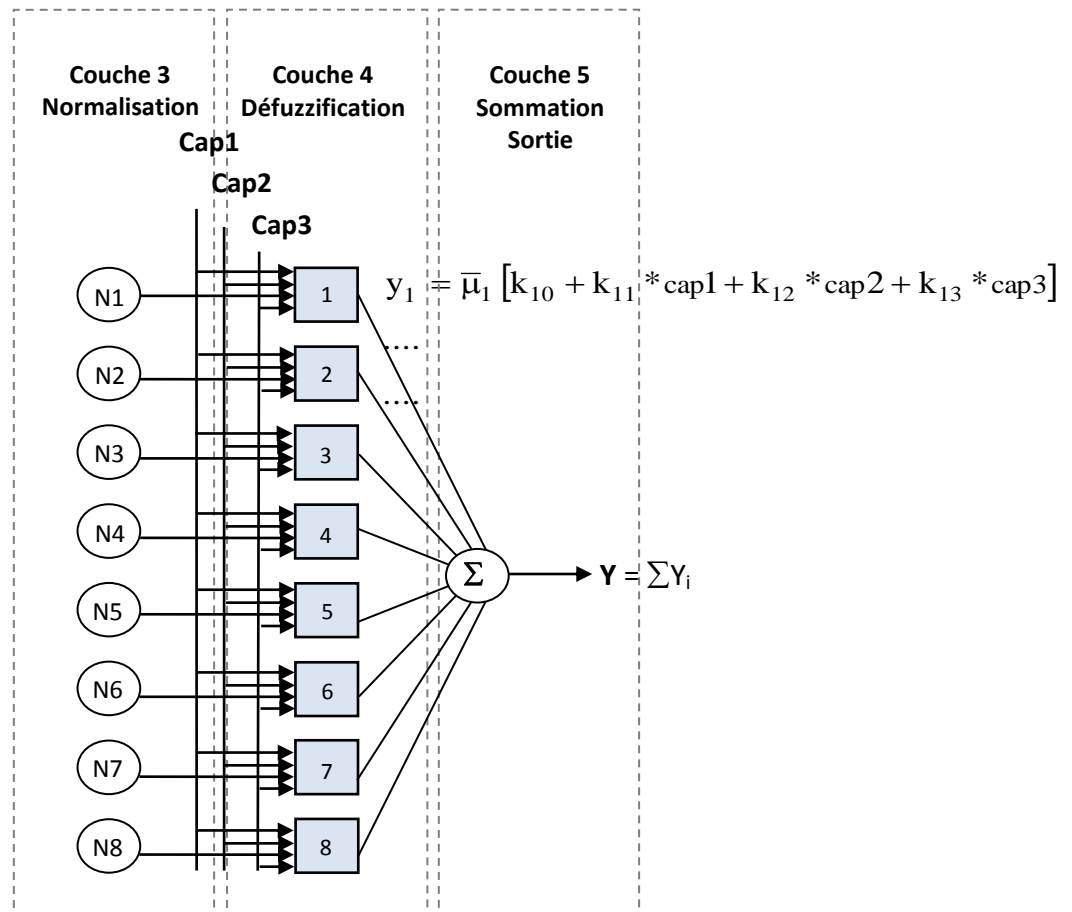 Couche 3
Normalisation
Couche 4
Défuzzification
Couche 5
Sommation
Sortie
Cap1
Cap2
Cap3
N1
1
y₁ = μ̅₁ [k₁₀ + k₁₁ * cap1 + k₁₂ * cap2 + k₁₃ * cap3]
....
N2
2
....
N3
3
N4
4
Σ
Y = ∑Yᵢ
N5
5
N6
6
N7
7
N8
8